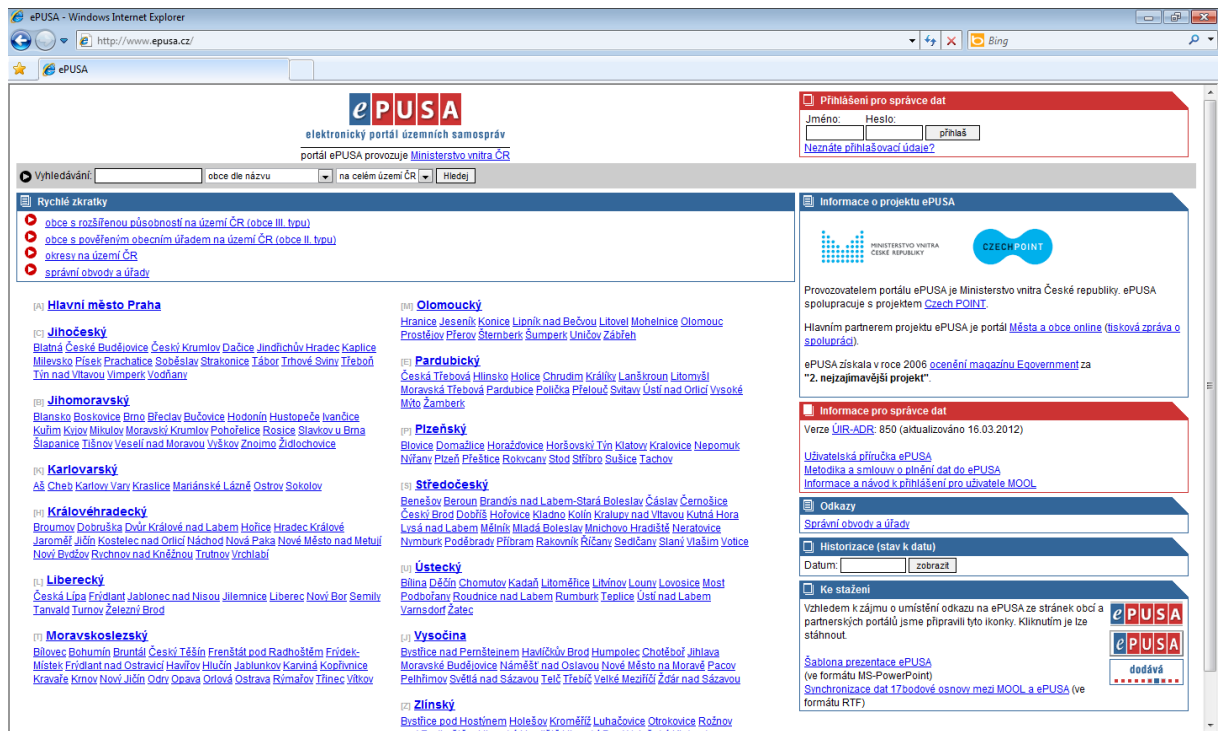 ePUSA - Windows Internet Explorer
http://www.epusa.cz/
Bing
ePUSA
ePUSA
elektronický portál územních samospráv
portál ePUSA provozuje Ministerstvo vnitra ČR
Přihlášení pro správce dat
Jméno: Heslo:
přihlaš
Neznáte přihlašovací údaje?
Vyhledávání: obce dle názvu na celém území ČR Hledej
Rychlé zkratky
obce s rozšířenou působností na území ČR (obce III. typu)
obce s pověřeným obecním úřadem na území ČR (obce II. typu)
okresy na území ČR
správní obvody a úřady
[A] Hlavní město Praha
[C] Jihočeský
Blatná České Budějovice Český Krumlov Dačice Jindřichův Hradec Kaplice
Milevsko Písek Prachatice Soběslav Strakonice Tábor Trhové Sviny Třeboň
Týn nad Vltavou Vimperk Vodňany
[B] Jihomoravský
Blansko Boskovice Brno Břeclav Bučovice Hodonín Hustopeče Ivančice
Kuřim Kyjov Mikulov Moravský Krumlov Pohořelice Rosice Slavkov u Brna
Šlapanice Tišnov Veselí nad Moravou Vyškov Znojmo Židlochovice
[K] Karlovarský
Aš Cheb Karlovy Vary Kraslice Mariánské Lázně Ostrov Sokolov
[H] Královéhradecký
Broumov Dobruška Dvůr Králové nad Labem Hořice Hradec Králové
Jaroměř Jičín Kostelec nad Orlicí Náchod Nová Paka Nové Město nad Metují
Nový Bydžov Rychnov nad Kněžnou Trutnov Vrchlabí
[L] Liberecký
Česká Lípa Frýdlant Jablonec nad Nisou Jilemnice Liberec Nový Bor Semily
Tanvald Turnov Železný Brod
[T] Moravskoslezský
Bílovec Bohumín Bruntál Český Těšín Frenštát pod Radhoštěm Frýdek-
Místek Frýdlant nad Ostravicí Havířov Hlučín Jablunkov Karviná Kopřivnice
Kravaře Krnov Nový Jičín Odry Opava Orlová Ostrava Rýmařov Třinec Vítkov
[M] Olomoucký
Hranice Jeseník Konice Lipník nad Bečvou Litovel Mohelnice Olomouc
Prostějov Přerov Šternberk Šumperk Uničov Zábřeh
[E] Pardubický
Česká Třebová Hlinsko Holice Chrudim Králíky Lanškroun Litomyšl
Moravská Třebová Pardubice Polička Přelouč Svitavy Ústí nad Orlicí Vysoké
Mýto Žamberk
[P] Plzeňský
Blovice Domažlice Horažďovice Horšovský Týn Klatovy Kralovice Nepomuk
Nýřany Plzeň Přeštice Rokycany Stod Stříbro Sušice Tachov
[S] Středočeský
Benešov Beroun Brandýs nad Labem-Stará Boleslav Čáslav Černošice
Český Brod Dobříš Hořovice Kladno Kolín Kralupy nad Vltavou Kutná Hora
Lysá nad Labem Mělník Mladá Boleslav Mnichovo Hradiště Neratovice
Nymburk Poděbrady Příbram Rakovník Říčany Sedlčany Slaný Vlašim Votice
[U] Ústecký
Bílina Děčín Chomutov Kadaň Litoměřice Litvínov Louny Lovosice Most
Podbořany Roudnice nad Labem Rumburk Teplice Ústí nad Labem
Varnsdorf Žatec
[J] Vysočina
Bystřice nad Pernštejnem Havlíčkův Brod Humpolec Chotěboř Jihlava
Moravské Budějovice Náměšť nad Oslavou Nové Město na Moravě Pacov
Pelhřimov Světlá nad Sázavou Telč Třebíč Velké Meziříčí Žďár nad Sázavou
[Z] Zlínský
Bystřice pod Hostýnem Holešov Kroměříž Luhačovice Otrokovice Rožnov
Informace o projektu ePUSA
MINISTERSTVO VNITRA
ČESKÉ REPUBLIKY
CZECHPOINT
Provozovatelem portálu ePUSA je Ministerstvo vnitra České republiky. ePUSA
spolupracuje s projektem Czech POINT.
Hlavním partnerem projektu ePUSA je portál Města a obce online (tisková zpráva o
spolupráci).
ePUSA získala v roce 2006 ocenění magazínu Egovernment za
"2. nejzajímavější projekt".
Informace pro správce dat
Verze ÚIR-ADR: 850 (aktualizováno 16.03.2012)
Uživatelská příručka ePUSA
Metodika a smlouvy o plnění dat do ePUSA
Informace a návod k přihlášení pro uživatele MOOL
Odkazy
Správní obvody a úřady
Historizace (stav k datu)
Datum: zobrazit
Ke stažení
Vzhledem k zájmu o umístění odkazu na ePUSA ze stránek obcí a
partnerských portálů jsme připravili tyto ikonky. Kliknutím je lze
stáhnout.
ePUSA
ePUSA
dodává
Šablona prezentace ePUSA
(ve formátu MS-PowerPoint)
Synchronizace dat 17bodové osnovy mezi MOOL a ePUSA (ve
formátu RTF)